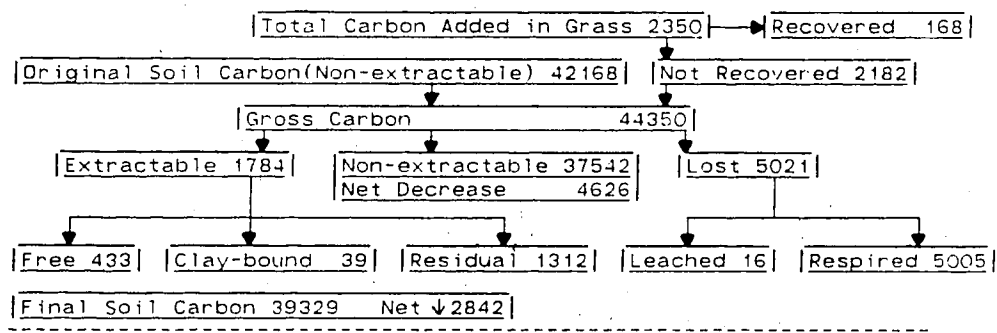 Total Carbon Added in Grass 2350 Recovered 168
Original Soil Carbon(Non-extractable) 42168 Not Recovered 2182
Gross Carbon 44350
Extractable 1784 Non-extractable 37542 Lost 5021
Net Decrease 4626
Free 433 Clay-bound 39 Residual 1312 Leached 16 Respired 5005
Final Soil Carbon 39329 Net ↓2842